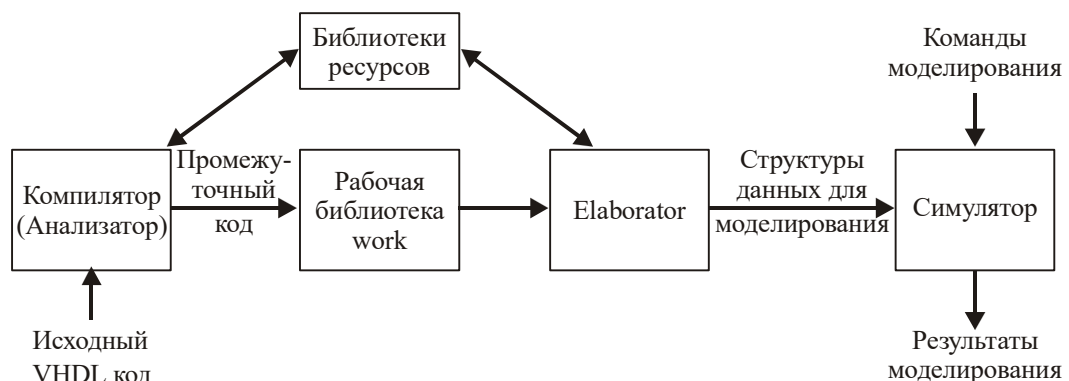 Библиотеки
ресурсов
Команды
моделирования
Компилятор
(Анализатор)
Промежу-
точный
код
Рабочая
библиотека
work
Elaborator
Структуры
данных для
моделирования
Симулятор
Исходный
VHDL код
Результаты
моделирования